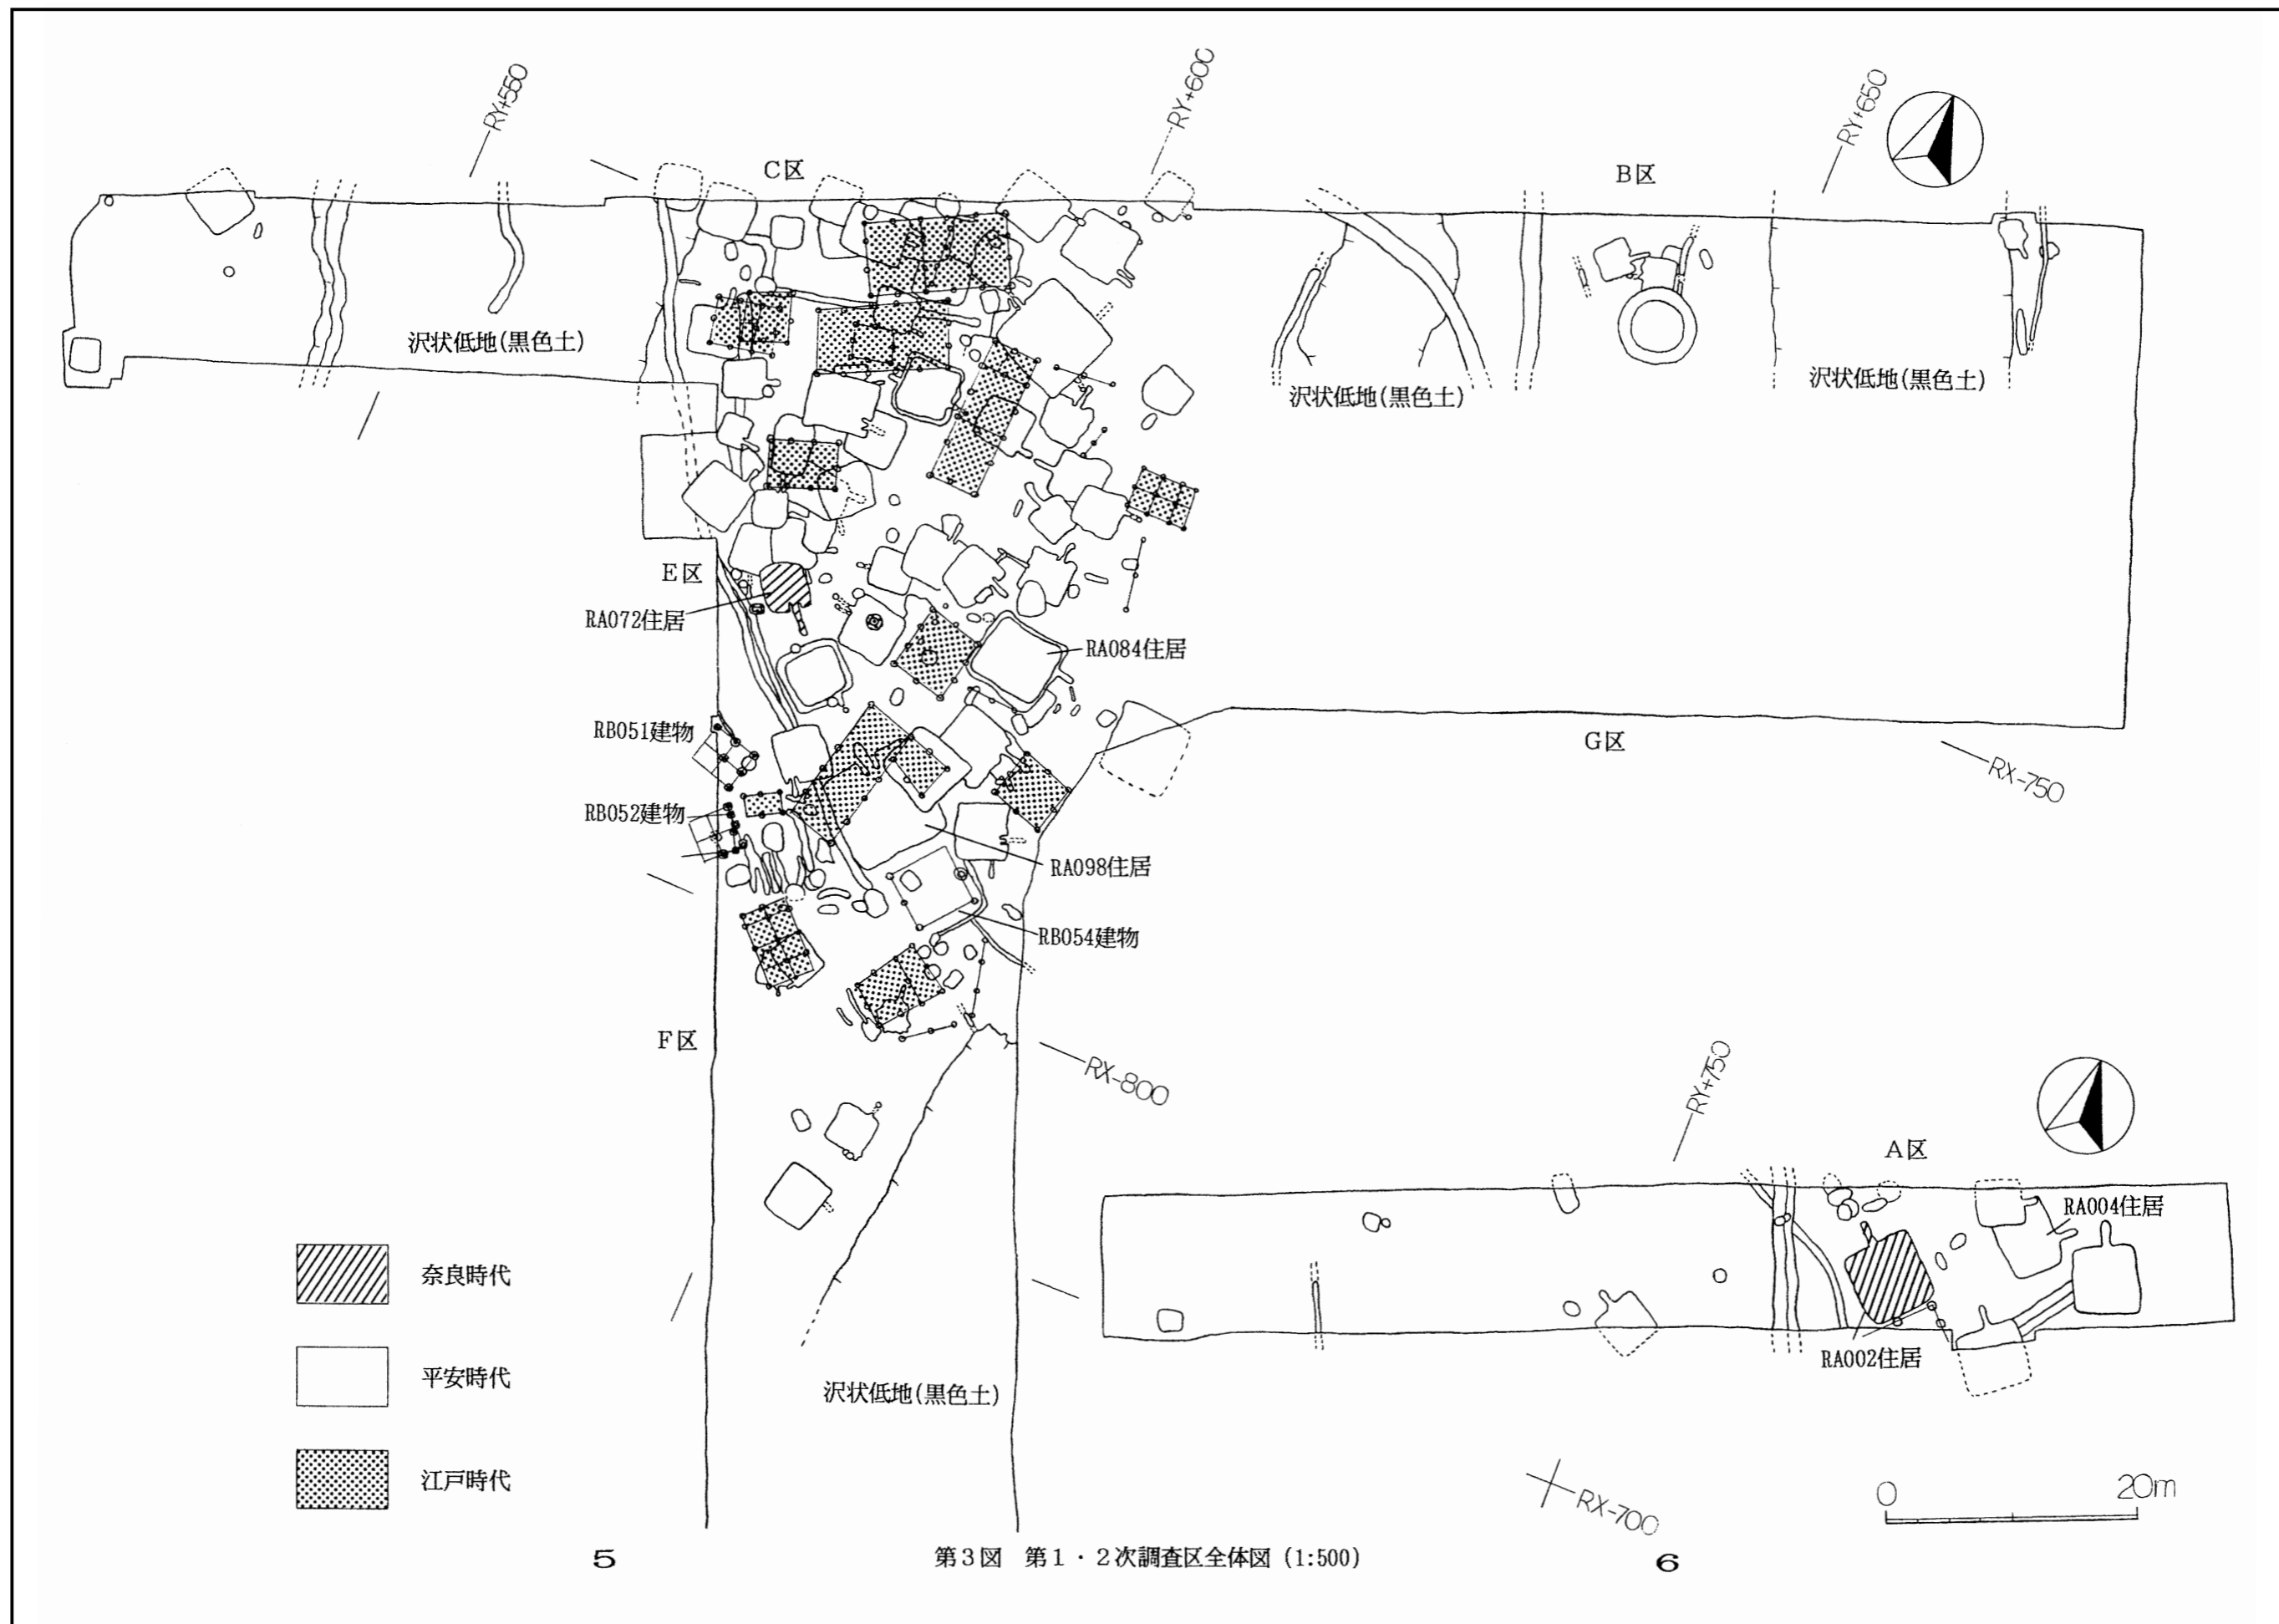 RY+550
RY+600
RY+650
C区
B区
沢状低地(黒色土)
沢状低地(黒色土)
沢状低地(黒色土)
E区
RA072住居
RA084住居
RB051建物
G区
RX-750
RB052建物
RA098住居
RB054建物
F区
RX-800
RY+750
A区
RA004住居
RA002住居
奈良時代
平安時代
江戸時代
沢状低地(黒色土)
RX-700
0 20m
5
第3図 第1・2次調査区全体図 (1:500)
6